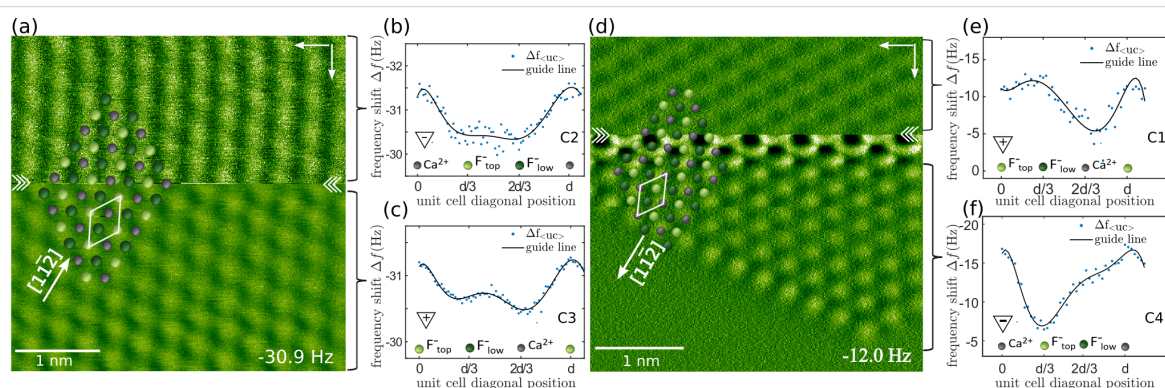 (a)
[11̅2̅]
1 nm
-30.9 Hz
(b)
frequency shift Δf(Hz)
-32
-31
-30
Δf<uc>
guide line
C2
−
Ca²⁺ F⁻top F⁻low
0 d/3 2d/3 d
unit cell diagonal position
(c)
frequency shift Δf(Hz)
-31
-30
Δf<uc>
guide line
C3
+
F⁻top F⁻low Ca²⁺
0 d/3 2d/3 d
unit cell diagonal position
(d)
[11̅2̅]
1 nm
-12.0 Hz
(e)
frequency shift Δf(Hz)
-15
-10
-5
Δf<uc>
guide line
C1
+
F⁻top F⁻low Ca²⁺
0 d/3 2d/3 d
unit cell diagonal position
(f)
frequency shift Δf(Hz)
-20
-15
-10
-5
Δf<uc>
guide line
C4
−
Ca²⁺ F⁻top F⁻low
0 d/3 2d/3 d
unit cell diagonal position